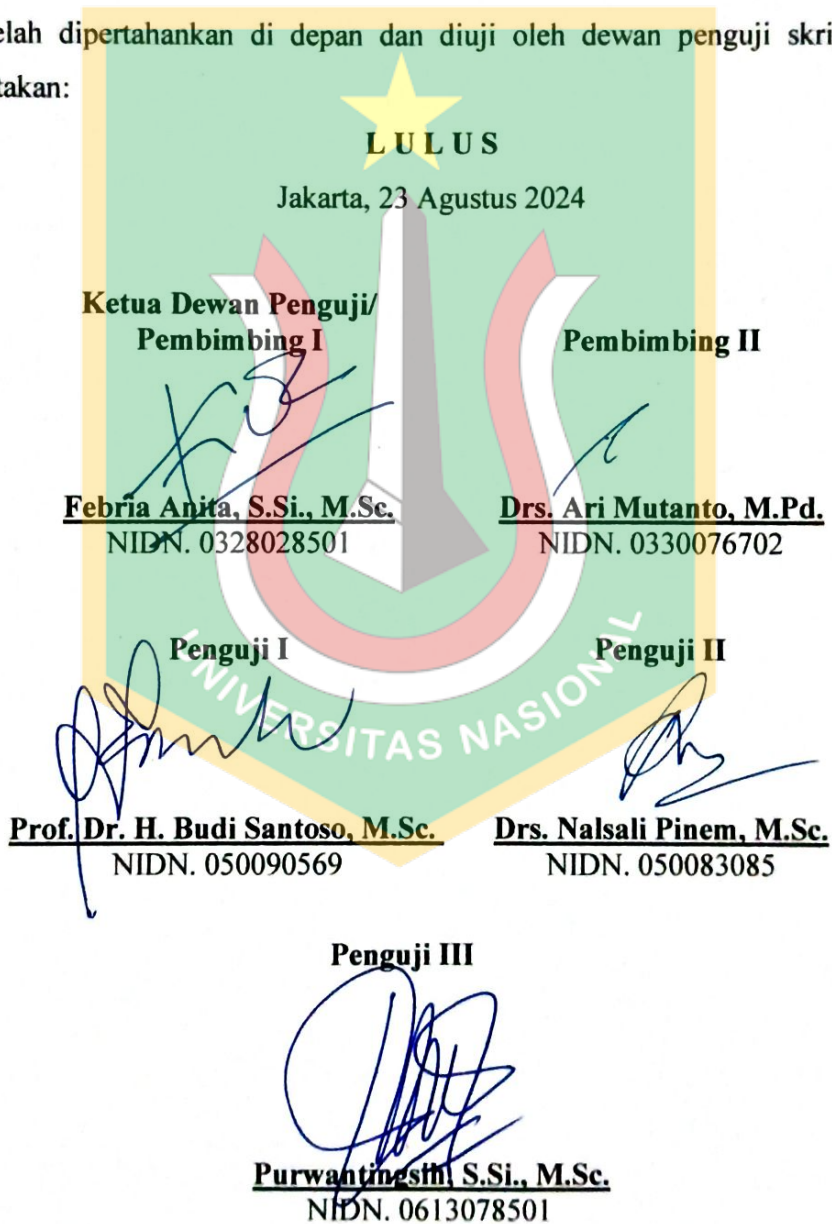 elah dipertahankan di depan dan diuji oleh dewan penguji skri
takan:
L U L U S
Jakarta, 23 Agustus 2024
Ketua Dewan Penguji/
Pembimbing I
Pembimbing II
Febria Anita, S.Si., M.Sc.
NIDN. 0328028501
Drs. Ari Mutanto, M.Pd.
NIDN. 0330076702
Penguji I
Penguji II
UNIVERSITAS NASIONAL
Prof. Dr. H. Budi Santoso, M.Sc.
NIDN. 050090569
Drs. Nalsali Pinem, M.Sc.
NIDN. 050083085
Penguji III
Purwantingsih, S.Si., M.Sc.
NIDN. 0613078501